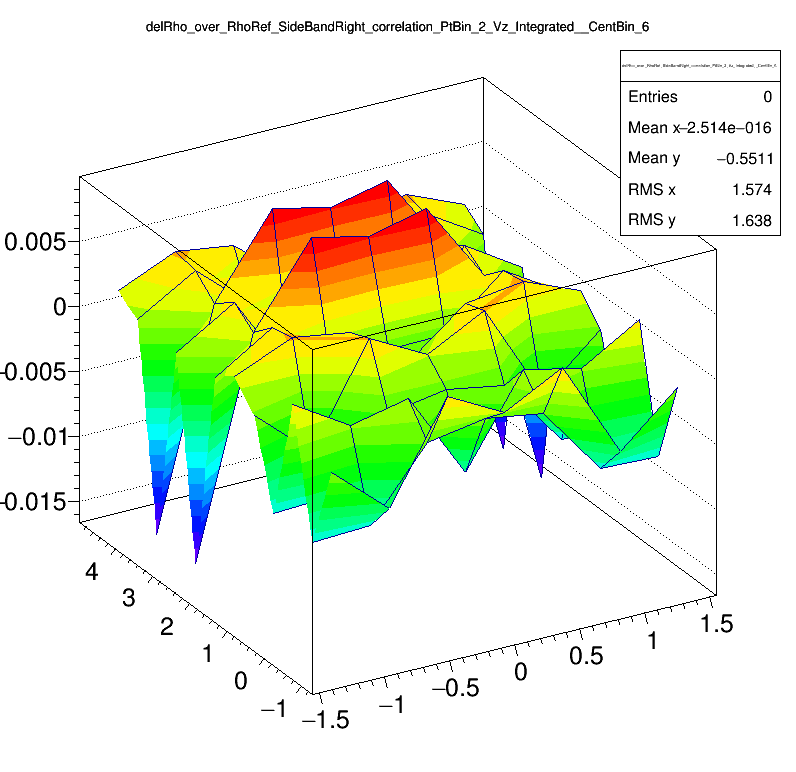 delRho_over_RhoRef_SideBandRight_correlation_PtBin_2_Vz_Integrated__CentBin_6
delRho_over_RhoRef_SideBandRight_correlation_PtBin_2_Vz_Integrated__CentBin_6
Entries 0
Mean x −2.514e−016
Mean y −0.5511
RMS x 1.574
RMS y 1.638
0.005
0
−0.005
−0.01
−0.015
4
3
2
1
0
−1
−1.5
−1
−0.5
0
0.5
1
1.5